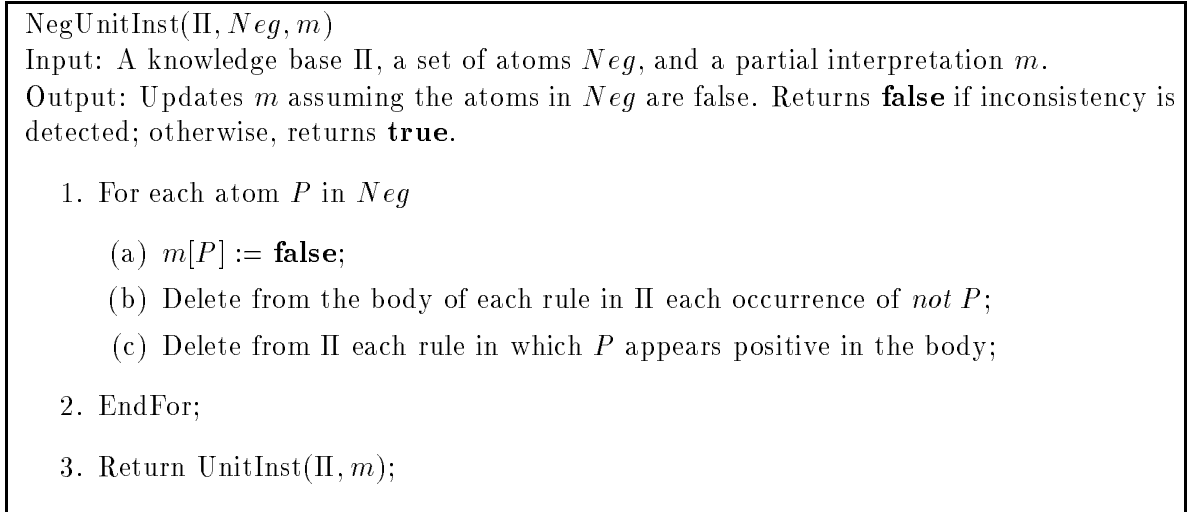 NegUnitInst(Π, Neg, m)
Input: A knowledge base Π, a set of atoms Neg, and a partial interpretation m.
Output: Updates m assuming the atoms in Neg are false. Returns false if inconsistency is
detected; otherwise, returns true.
1. For each atom P in Neg
(a) m[P] := false;
(b) Delete from the body of each rule in Π each occurrence of not P;
(c) Delete from Π each rule in which P appears positive in the body;
2. EndFor;
3. Return UnitInst(Π, m);